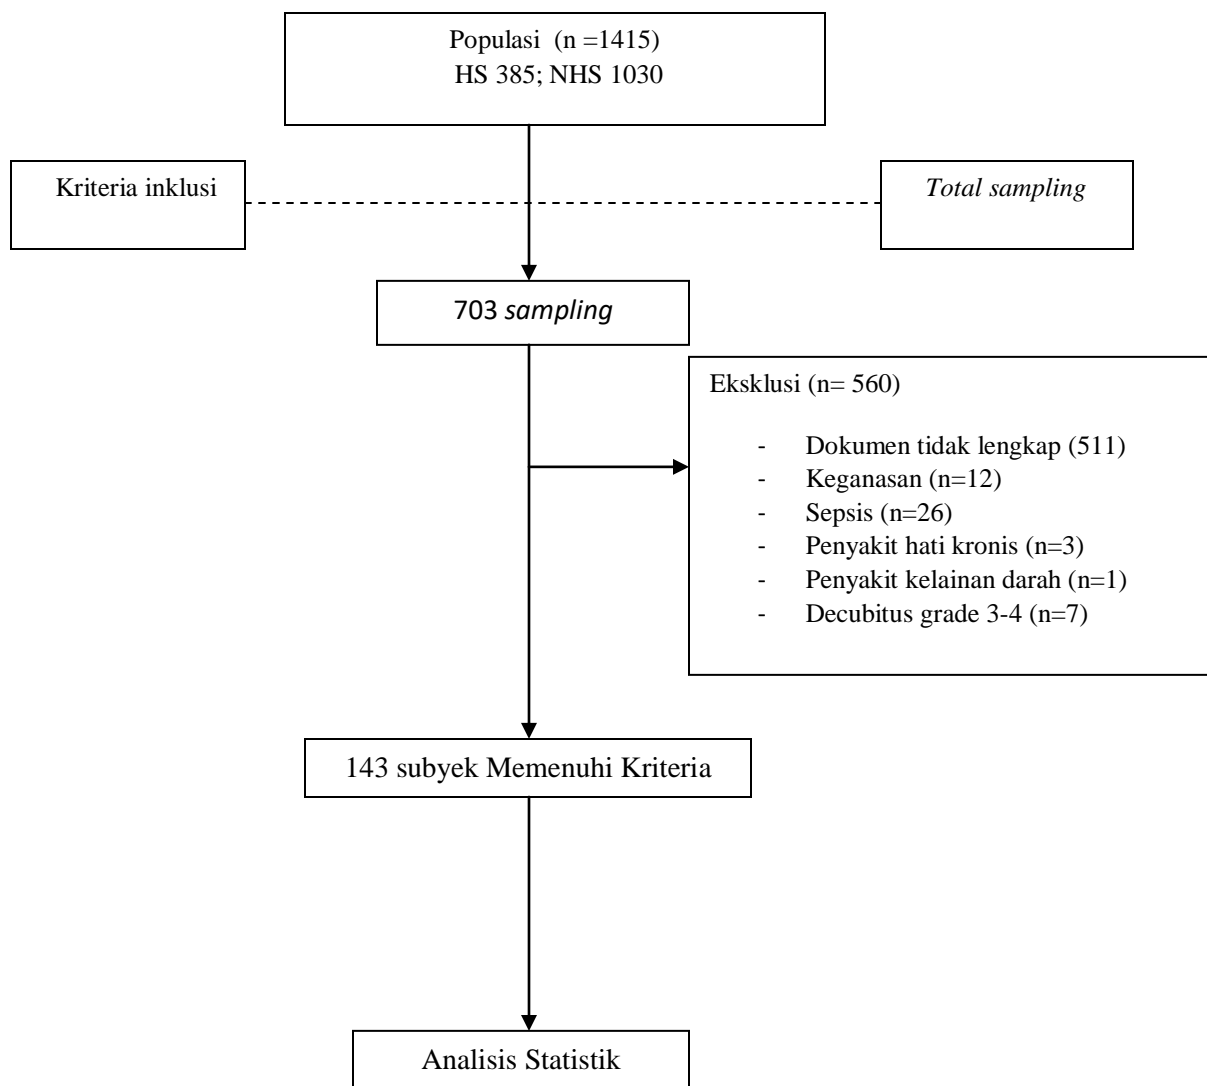 Populasi (n =1415)
HS 385; NHS 1030
Kriteria inklusi
Total sampling
703 sampling
Eksklusi (n= 560)
- Dokumen tidak lengkap (511)
- Keganasan (n=12)
- Sepsis (n=26)
- Penyakit hati kronis (n=3)
- Penyakit kelainan darah (n=1)
- Decubitus grade 3-4 (n=7)
143 subyek Memenuhi Kriteria
Analisis Statistik